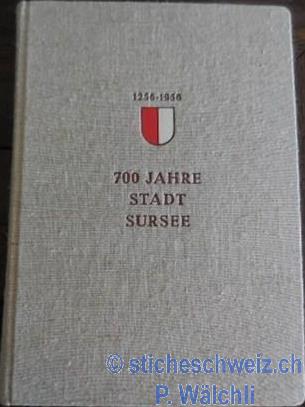 1256-1956
700 JAHRE
STADT
SURSEE
© sticheschweiz.ch
P. Wälchli